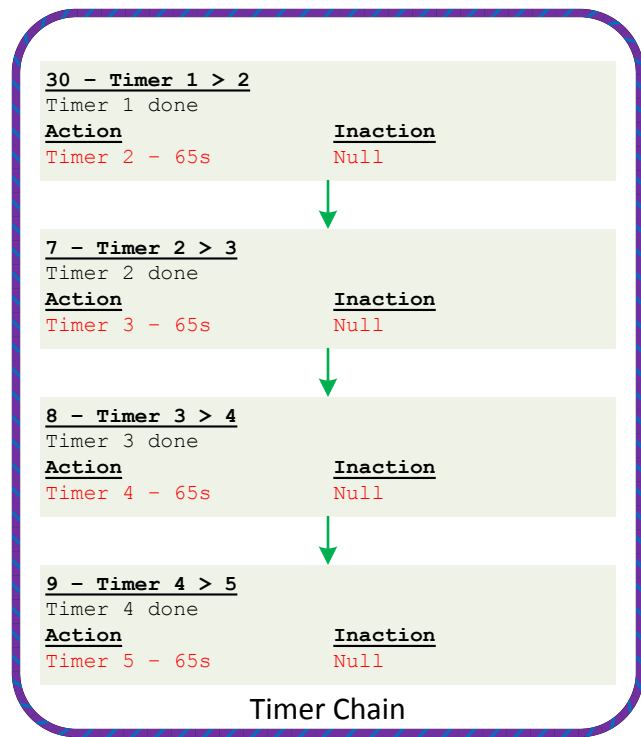 30 – Timer 1 > 2
Timer 1 done
Action Inaction
Timer 2 – 65s Null
7 – Timer 2 > 3
Timer 2 done
Action Inaction
Timer 3 – 65s Null
8 – Timer 3 > 4
Timer 3 done
Action Inaction
Timer 4 – 65s Null
9 – Timer 4 > 5
Timer 4 done
Action Inaction
Timer 5 – 65s Null
Timer Chain